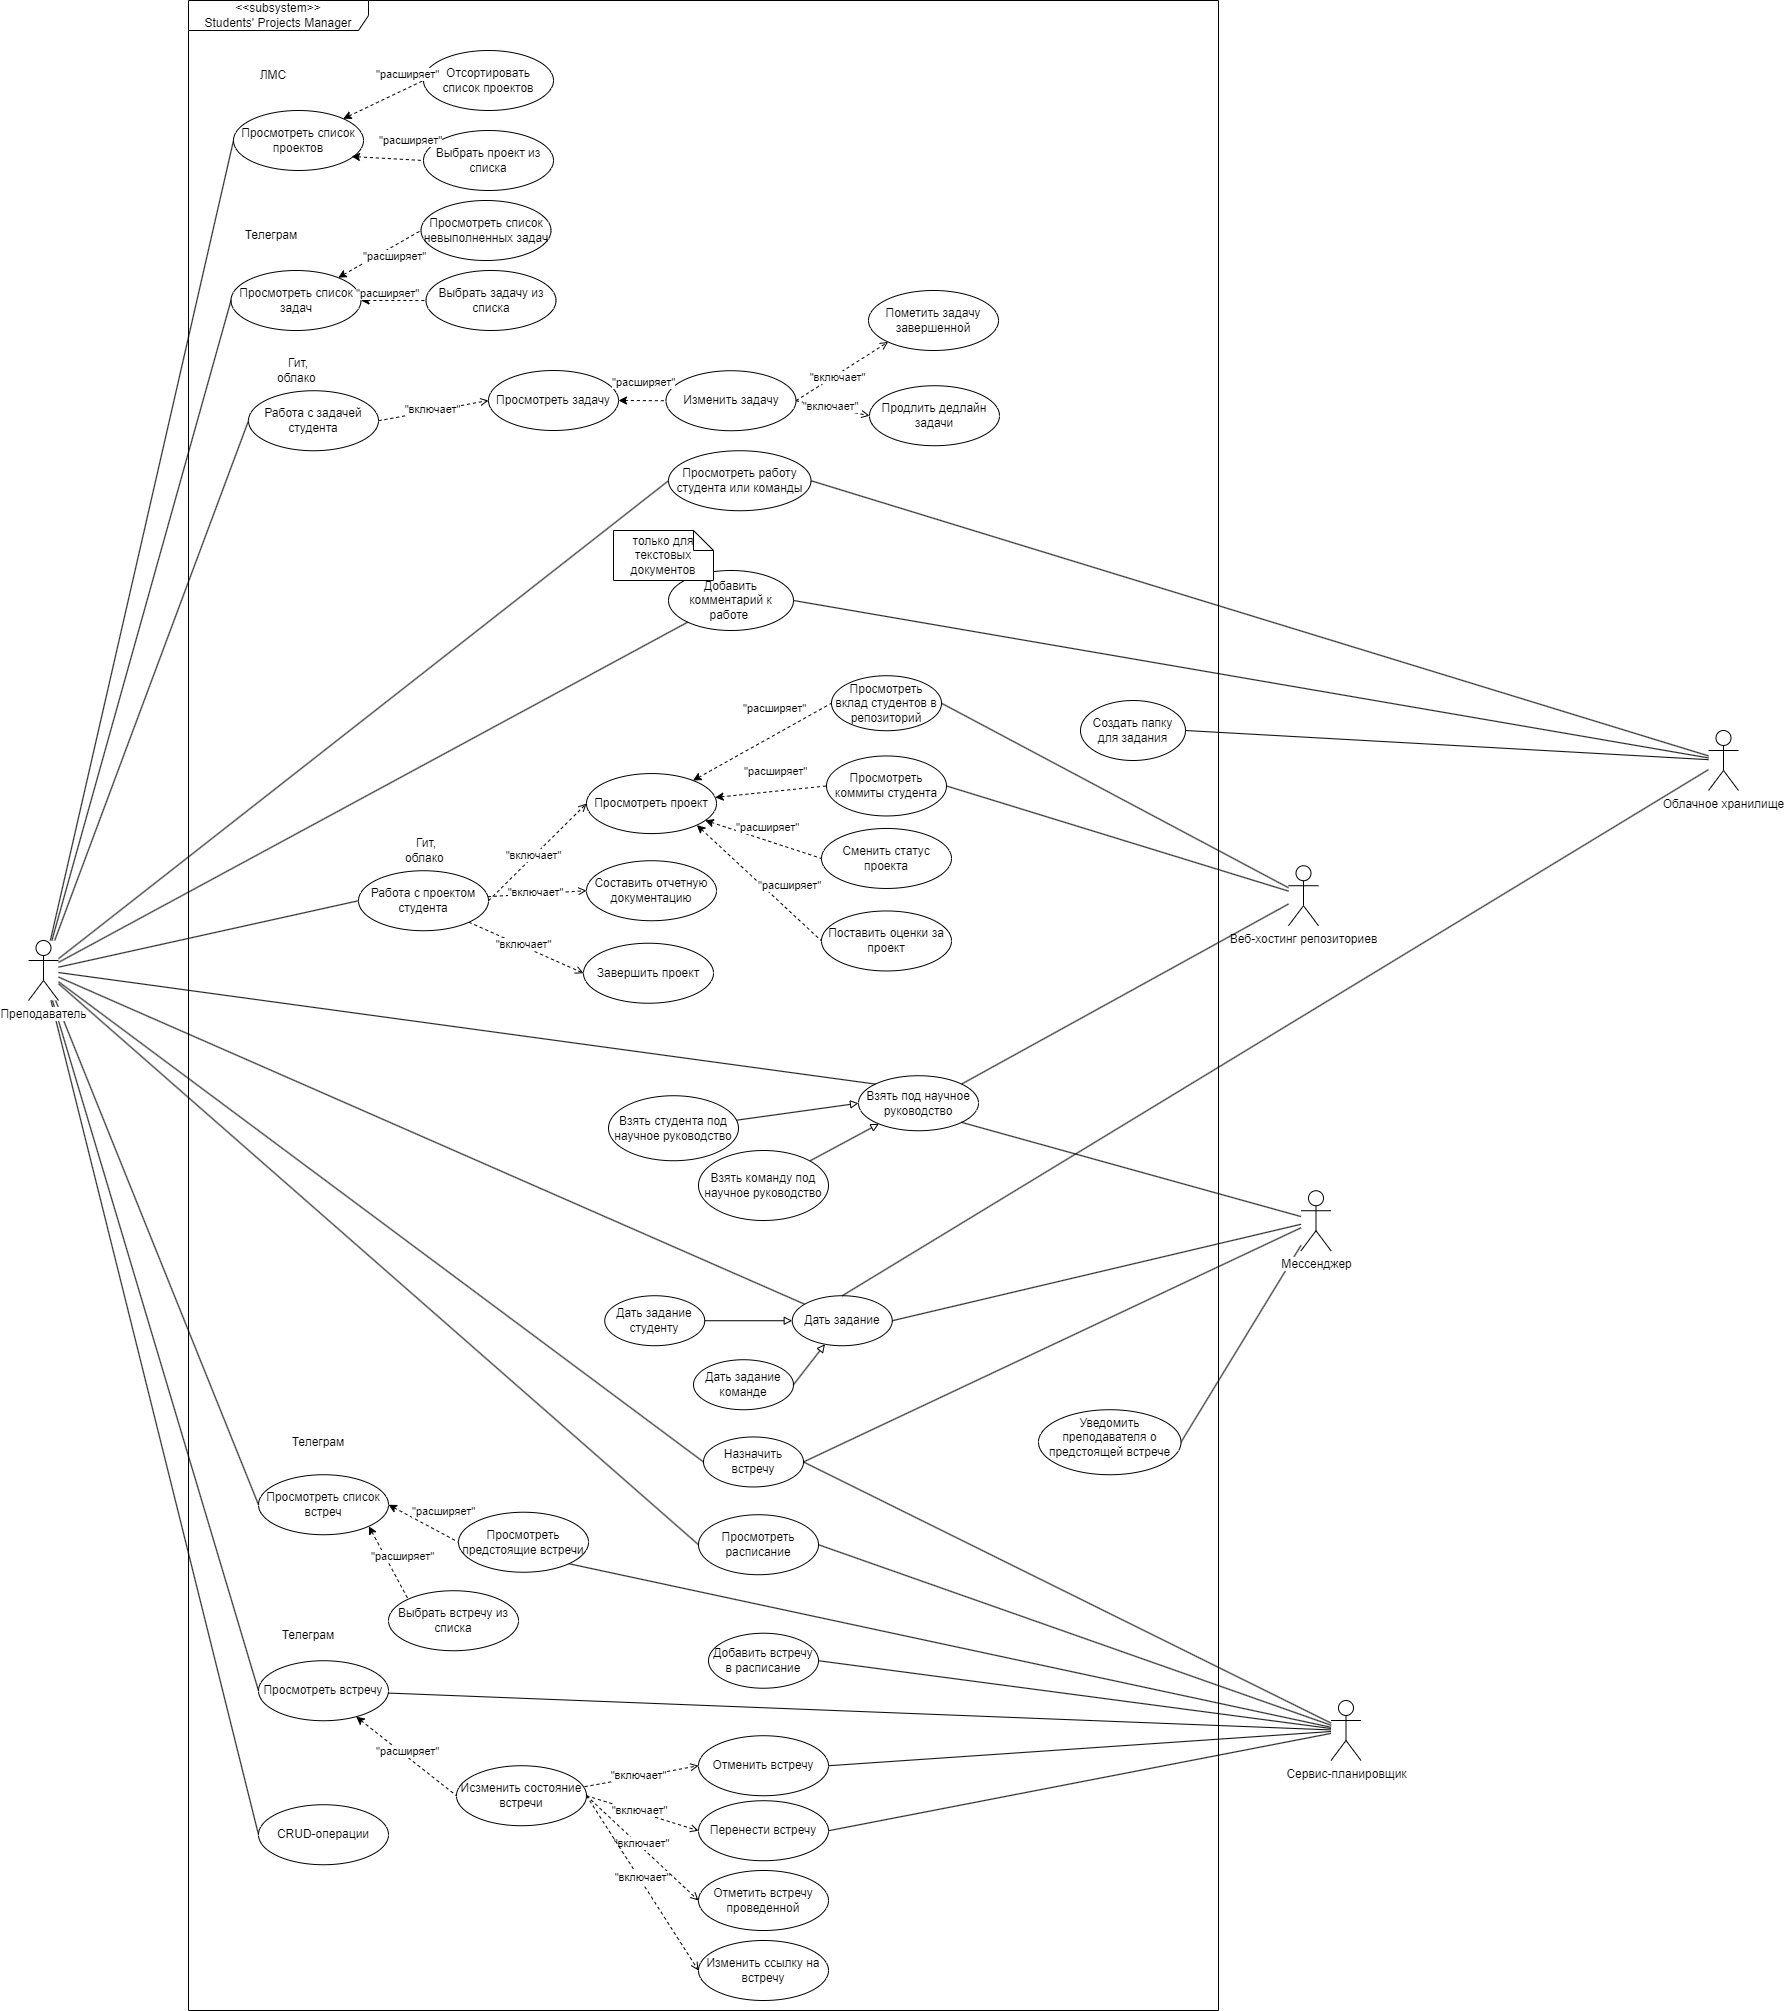 <<subsystem>>
Students' Projects Manager
ЛМС
"расширяет"
Отсортировать
список проектов
Просмотреть список
проектов
"расширяет"
Выбрать проект из
списка
Телеграм
Просмотреть список
невыполненных задач
"расширяет"
Просмотреть список
задач
"расширяет"
Выбрать задачу из
списка
Пометить задачу
завершенной
Гит,
облако
Работа с задачей
студента
"включает"
Просмотреть задачу
"расширяет"
Изменить задачу
"включает"
"включает"
Продлить дедлайн
задачи
Просмотреть работу
студента или команды
только для
текстовых
документов
Добавить
комментарий к
работе
Просмотреть
вклад студентов в
репозиторий
"расширяет"
Создать папку
для задания
Облачное хранилище
"расширяет"
Просмотреть
коммиты студента
Просмотреть проект
"расширяет"
Сменить статус
проекта
Гит,
облако
"включает"
Работа с проектом
студента
"включает"
Составить отчетную
документацию
"расширяет"
Поставить оценки за
проект
"включает"
Завершить проект
Веб-хостинг репозиториев
Преподаватель
Взять под научное
руководство
Взять студента под
научное руководство
Взять команду под
научное руководство
Мессенджер
Дать задание
студенту
Дать задание
Дать задание
команде
Уведомить
преподавателя о
предстоящей встрече
Телеграм
Назначить
встречу
Просмотреть список
встреч
"расширяет"
Просмотреть
предстоящие встречи
Просмотреть
расписание
"расширяет"
Выбрать встречу из
списка
Телеграм
Добавить встречу
в расписание
Просмотреть встречу
"расширяет"
Исзменить состояние
встречи
"включает"
Отменить встречу
Сервис-планировщик
"включает"
Перенести встречу
CRUD-операции
"включает"
"включает"
Отметить встречу
проведенной
Изменить ссылку на
встречу